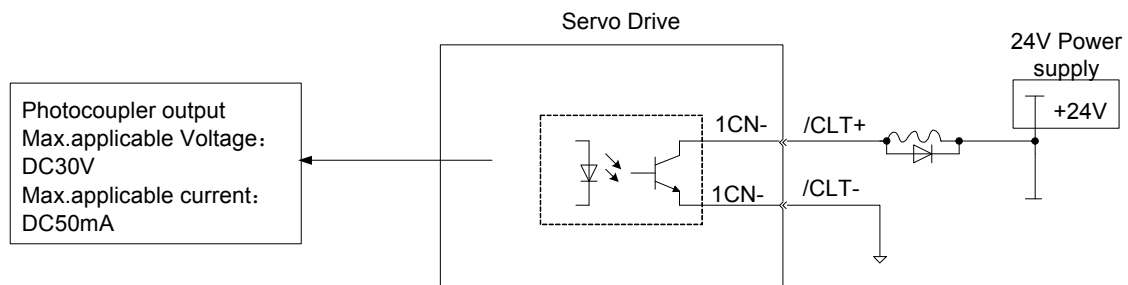 Servo Drive
24V Power
supply
+24V
Photocoupler output
Max.applicable Voltage：
DC30V
Max.applicable current：
DC50mA
1CN-
/CLT+
1CN-
/CLT-